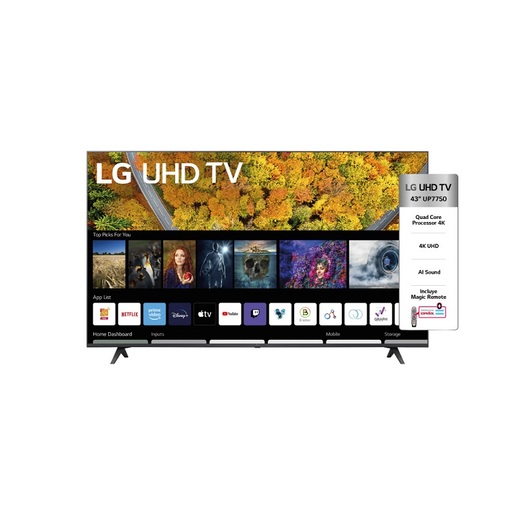 LG UHD TV
LG UHD TV
43" UP7750
Quad Core
Processor 4K
4K UHD
AI Sound
Incluye
Magic Remote
Top Picks For You
App List
NETFLIX
prime video
Disney+
tv
YouTube
Home Dashboard
Inputs
Mobile
Storage